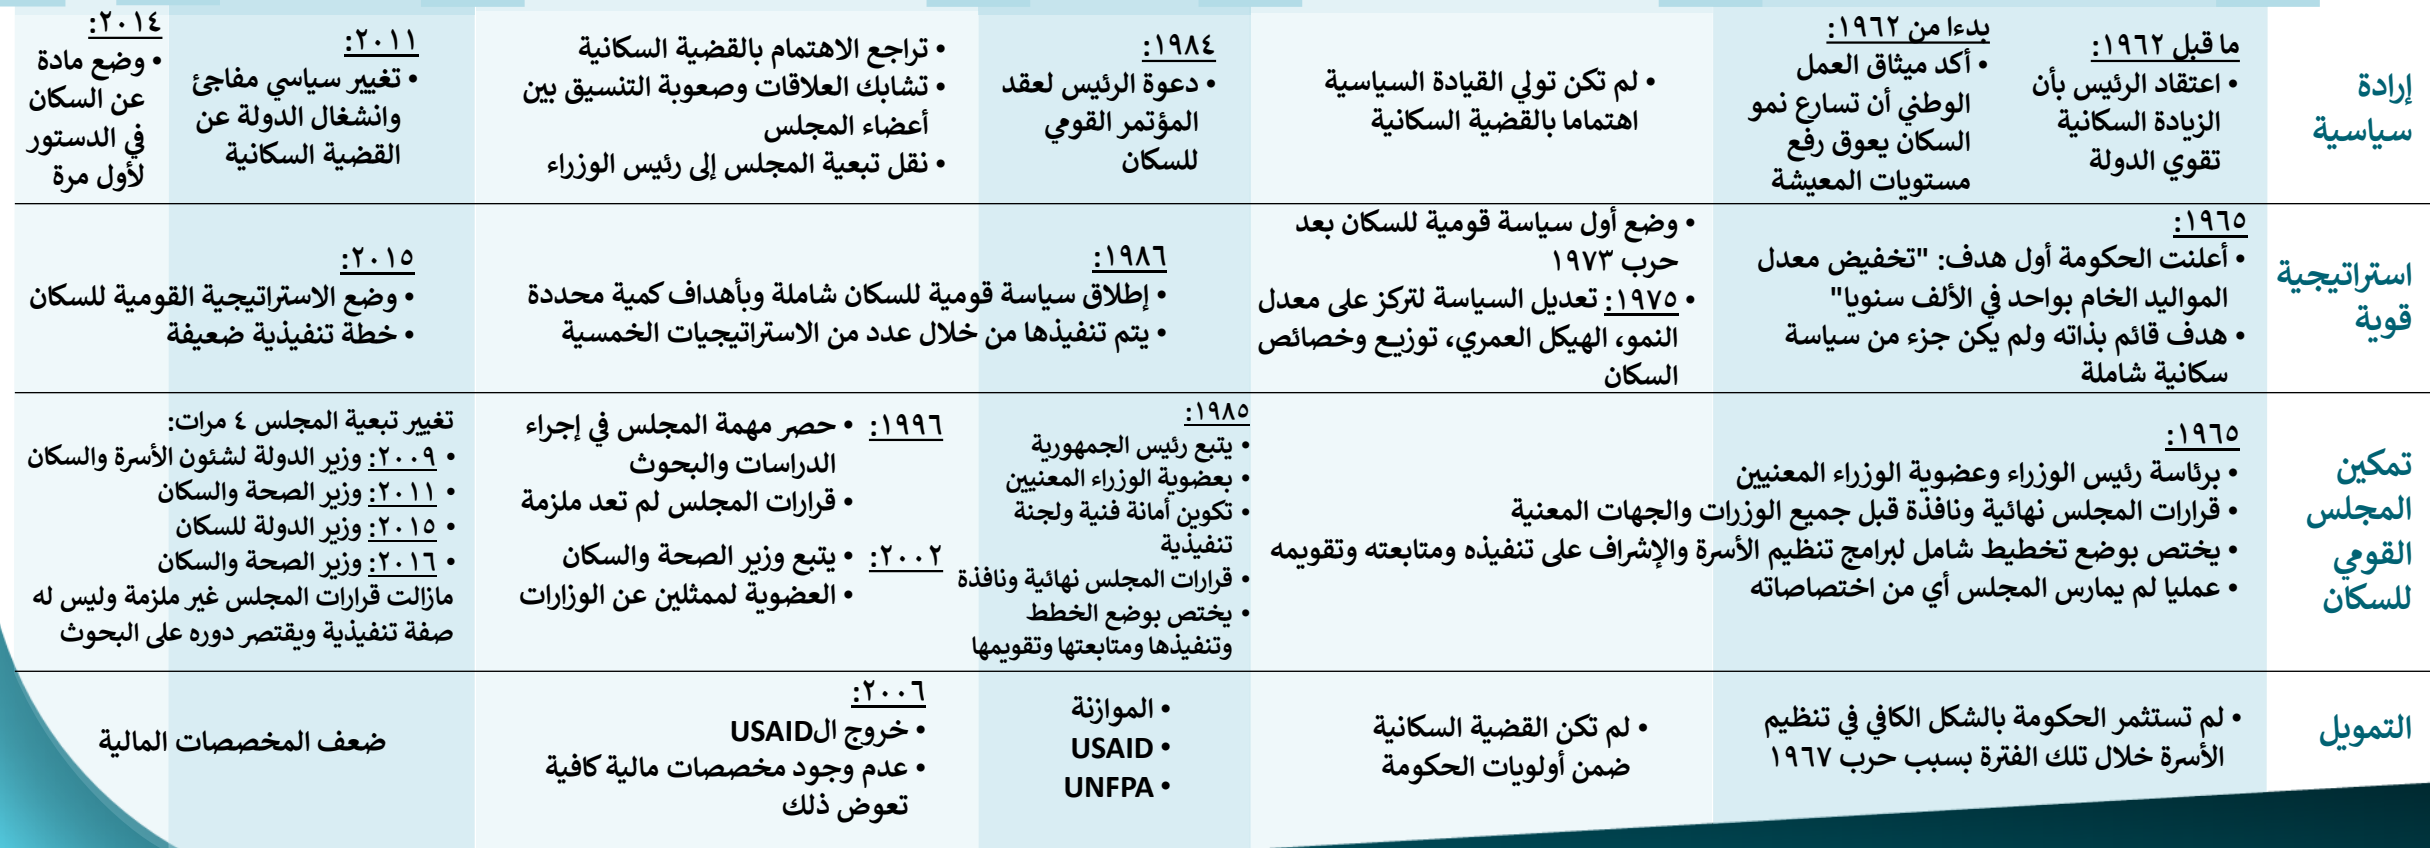 إرادة
سياسية
ما قبل ١٩٦٢:
• اعتقاد الرئيس بأن
الزيادة السكانية
تقوي الدولة
بدءا من ١٩٦٢:
• أكد ميثاق العمل
الوطني أن تسارع نمو
السكان يعوق رفع
مستويات المعيشة
• لم تكن تولي القيادة السياسية
اهتماما بالقضية السكانية
١٩٨٤:
• دعوة الرئيس لعقد
المؤتمر القومي
للسكان
• تراجع الاهتمام بالقضية السكانية
• تشابك العلاقات وصعوبة التنسيق بين
أعضاء المجلس
• نقل تبعية المجلس إلى رئيس الوزراء
٢٠١١:
• تغيير سياسي مفاجئ
وانشغال الدولة عن
القضية السكانية
٢٠١٤:
• وضع مادة
عن السكان
في الدستور
لأول مرة
استراتيجية
قوية
١٩٦٥:
• أعلنت الحكومة أول هدف: "تخفيض معدل
المواليد الخام بواحد في الألف سنويا"
• هدف قائم بذاته ولم يكن جزء من سياسة
سكانية شاملة
• وضع أول سياسة قومية للسكان بعد
حرب ١٩٧٣
• ١٩٧٥: تعديل السياسة لتركز على معدل
النمو، الهيكل العمري، توزيع وخصائص
السكان
١٩٨٦:
• إطلاق سياسة قومية للسكان شاملة وبأهداف كمية محددة
• يتم تنفيذها من خلال عدد من الاستراتيجيات الخمسية
٢٠١٥:
• وضع الاستراتيجية القومية للسكان
• خطة تنفيذية ضعيفة
تمكين
المجلس
القومي
للسكان
١٩٦٥:
• برئاسة رئيس الوزراء وعضوية الوزراء المعنيين
• قرارات المجلس نهائية ونافذة قبل جميع الوزرات والجهات المعنية
• يختص بوضع تخطيط شامل لبرامج تنظيم الأسرة والإشراف على تنفيذه ومتابعته وتقويمه
• عمليا لم يمارس المجلس أي من اختصاصاته
١٩٨٥:
• يتبع رئيس الجمهورية
• بعضوية الوزراء المعنيين
• تكوين أمانة فنية ولجنة
تنفيذية
• قرارات المجلس نهائية ونافذة
• يختص بوضع الخطط
وتنفيذها ومتابعتها وتقويمها
١٩٩٦: • حصر مهمة المجلس في إجراء
الدراسات والبحوث
• قرارات المجلس لم تعد ملزمة
٢٠٠٢: • يتبع وزير الصحة والسكان
• العضوية لممثلين عن الوزارات
تغيير تبعية المجلس ٤ مرات:
• ٢٠٠٩: وزير الدولة لشئون الأسرة والسكان
• ٢٠١١: وزير الصحة والسكان
• ٢٠١٥: وزير الدولة للسكان
• ٢٠١٦: وزير الصحة والسكان
مازالت قرارات المجلس غير ملزمة وليس له
صفة تنفيذية ويقتصر دوره على البحوث
التمويل
• لم تستثمر الحكومة بالشكل الكافي في تنظيم
الأسرة خلال تلك الفترة بسبب حرب ١٩٦٧
• لم تكن القضية السكانية
ضمن أولويات الحكومة
• الموازنة
• USAID
• UNFPA
٢٠٠٦:
• خروج الUSAID
• عدم وجود مخصصات مالية كافية
تعوض ذلك
ضعف المخصصات المالية